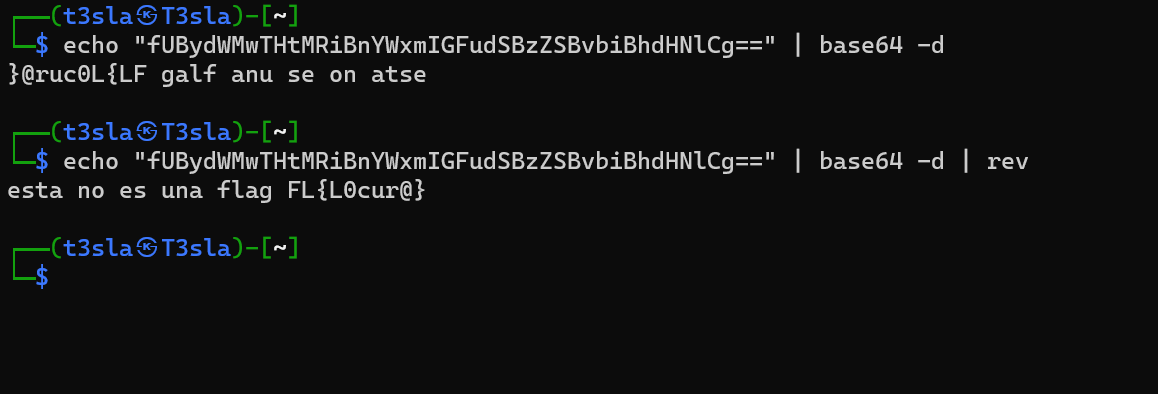 ┌──(t3sla㉿T3sla)-[~]
└─$ echo "fUBydWMwTHtMRiBnYWxmIGFudSBzZSBvbiBhdHNlCg==" | base64 -d
}@ruc0L{LF galf anu se on atse
┌──(t3sla㉿T3sla)-[~]
└─$ echo "fUBydWMwTHtMRiBnYWxmIGFudSBzZSBvbiBhdHNlCg==" | base64 -d | rev
esta no es una flag FL{L0cur@}
┌──(t3sla㉿T3sla)-[~]
└─$